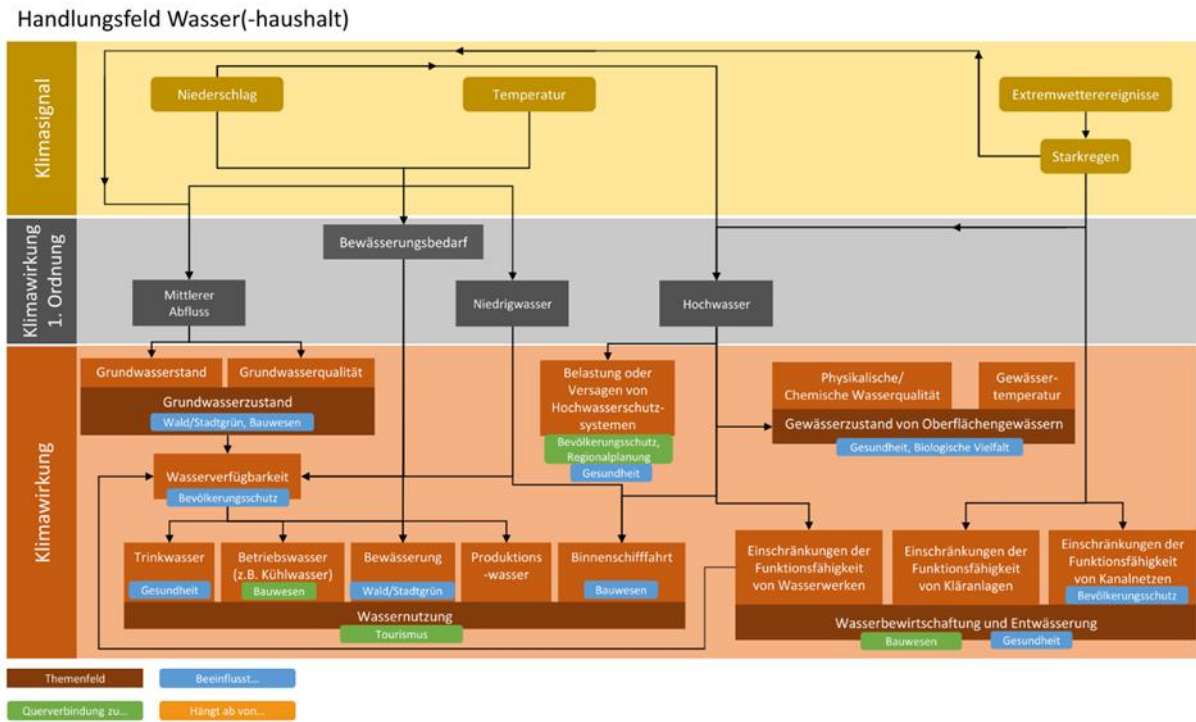 Handlungsfeld Wasser(-haushalt)
Klimasignal
Niederschlag
Temperatur
Extremwetterereignisse
Starkregen
Klimawirkung
1. Ordnung
Bewässerungsbedarf
Mittlerer
Abfluss
Niedrigwasser
Hochwasser
Klimawirkung
Grundwasserstand
Grundwasserqualität
Grundwasserzustand
Wald/Stadtgrün, Bauwesen
Belastung oder
Versagen von
Hochwasserschutz-
systemen
Bevölkerungsschutz,
Regionalplanung
Gesundheit
Physikalische/
Chemische Wasserqualität
Gewässer-
temperatur
Gewässerzustand von Oberflächengewässern
Gesundheit, Biologische Vielfalt
Wasserverfügbarkeit
Bevölkerungsschutz
Trinkwasser
Gesundheit
Betriebswasser
(z.B. Kühlwasser)
Bauwesen
Bewässerung
Wald/Stadtgrün
Produktions
-wasser
Binnenschifffahrt
Bauwesen
Wassernutzung
Tourismus
Einschränkungen der
Funktionsfähigkeit
von Wasserwerken
Einschränkungen der
Funktionsfähigkeit
von Kläranlagen
Einschränkungen der
Funktionsfähigkeit
von Kanalnetzen
Bevölkerungsschutz
Wasserbewirtschaftung und Entwässerung
Bauwesen
Gesundheit
Themenfeld
Beeinflusst...
Querverbindung zu...
Hängt ab von...